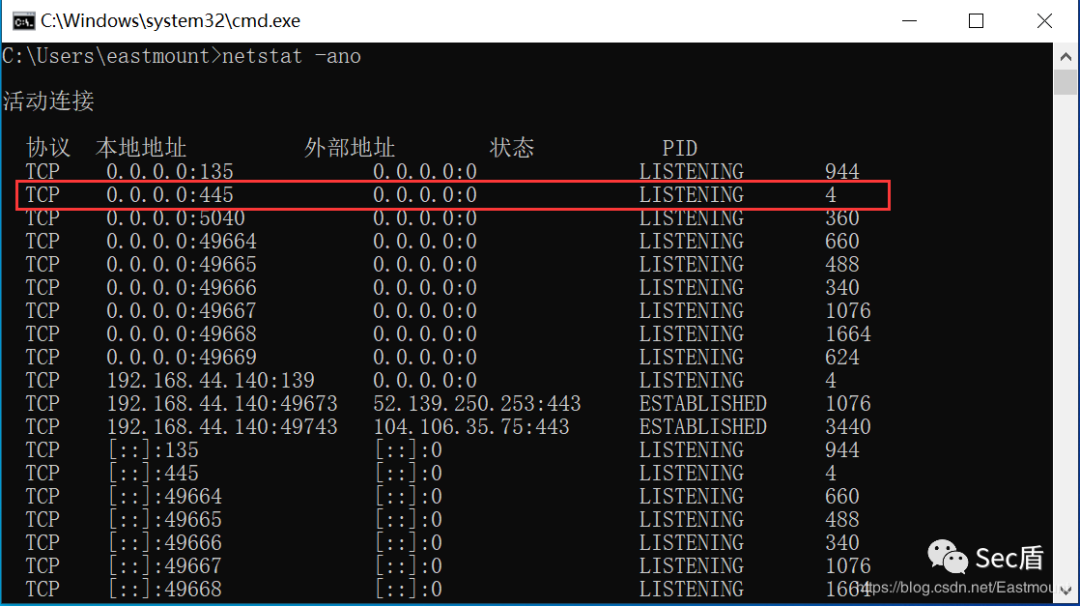 C:\Windows\system32\cmd.exe
C:\Users\eastmount>netstat -ano
活动连接
协议 本地地址 外部地址 状态 PID
TCP 0.0.0.0:135 0.0.0.0:0 LISTENING 944
TCP 0.0.0.0:445 0.0.0.0:0 LISTENING 4
TCP 0.0.0.0:5040 0.0.0.0:0 LISTENING 360
TCP 0.0.0.0:49664 0.0.0.0:0 LISTENING 660
TCP 0.0.0.0:49665 0.0.0.0:0 LISTENING 488
TCP 0.0.0.0:49666 0.0.0.0:0 LISTENING 340
TCP 0.0.0.0:49667 0.0.0.0:0 LISTENING 1076
TCP 0.0.0.0:49668 0.0.0.0:0 LISTENING 1664
TCP 0.0.0.0:49669 0.0.0.0:0 LISTENING 624
TCP 192.168.44.140:139 0.0.0.0:0 LISTENING 4
TCP 192.168.44.140:49673 52.139.250.253:443 ESTABLISHED 1076
TCP 192.168.44.140:49743 104.106.35.75:443 ESTABLISHED 3440
TCP [::]:135 [::]:0 LISTENING 944
TCP [::]:445 [::]:0 LISTENING 4
TCP [::]:49664 [::]:0 LISTENING 660
TCP [::]:49665 [::]:0 LISTENING 488
TCP [::]:49666 [::]:0 LISTENING 340
TCP [::]:49667 [::]:0 LISTENING 1076
TCP [::]:49668 [::]:0 LISTENING 1664
Sec盾
https://blog.csdn.net/Eastmou